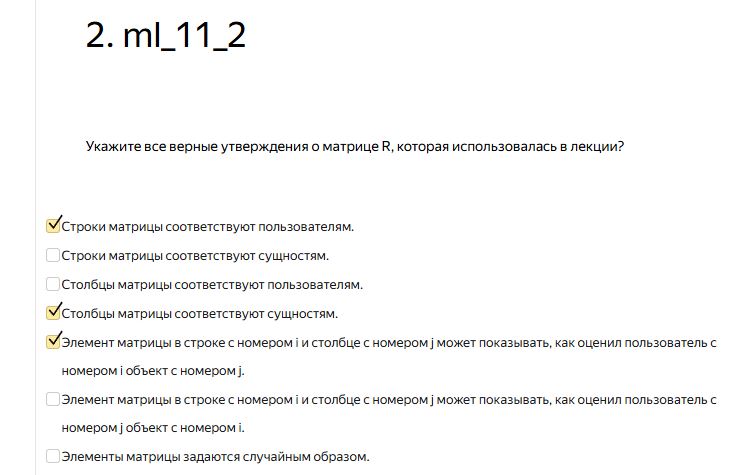 2. ml_11_2
Укажите все верные утверждения о матрице R, которая использовалась в лекции?
Строки матрицы соответствуют пользователям.
Строки матрицы соответствуют сущностям.
Столбцы матрицы соответствуют пользователям.
Столбцы матрицы соответствуют сущностям.
Элемент матрицы в строке с номером i и столбце с номером j может показывать, как оценил пользователь с
номером i объект с номером j.
Элемент матрицы в строке с номером i и столбце с номером j может показывать, как оценил пользователь с
номером j объект с номером i.
Элементы матрицы задаются случайным образом.